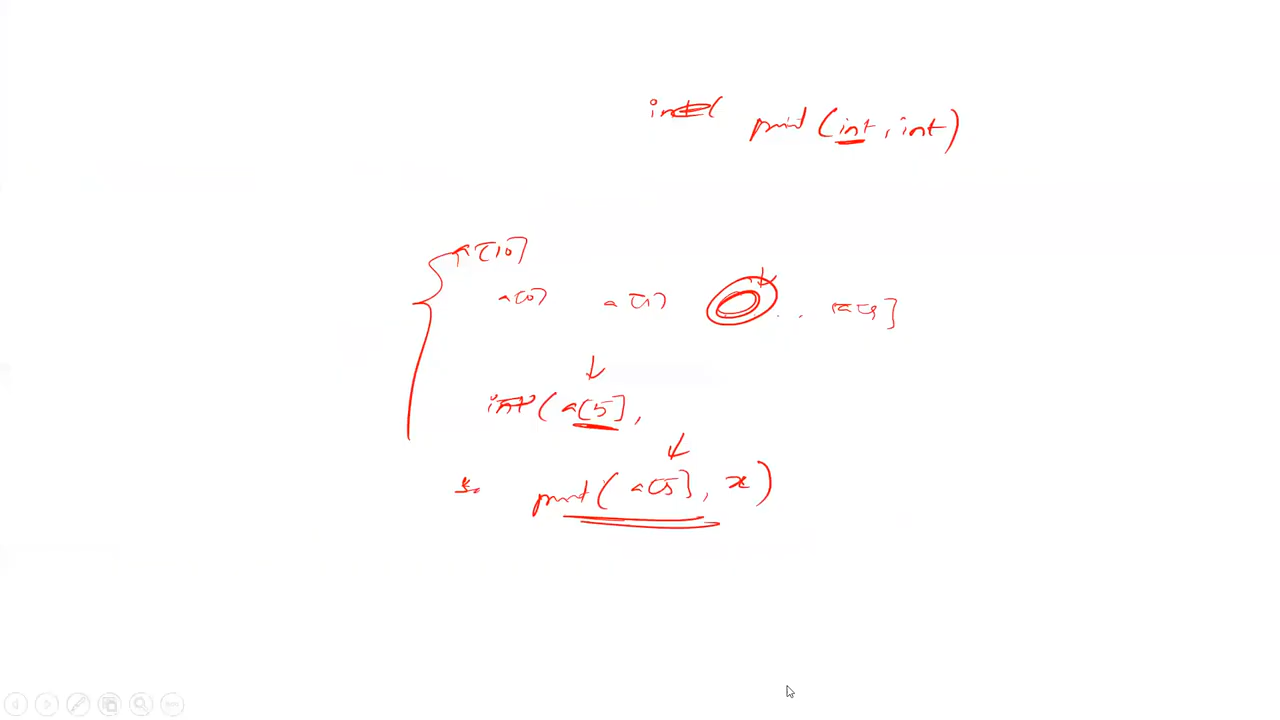 print (int, int)
a[10]
a[0] a[1] .. a[9]
int (a[5],
print( a[5], x)